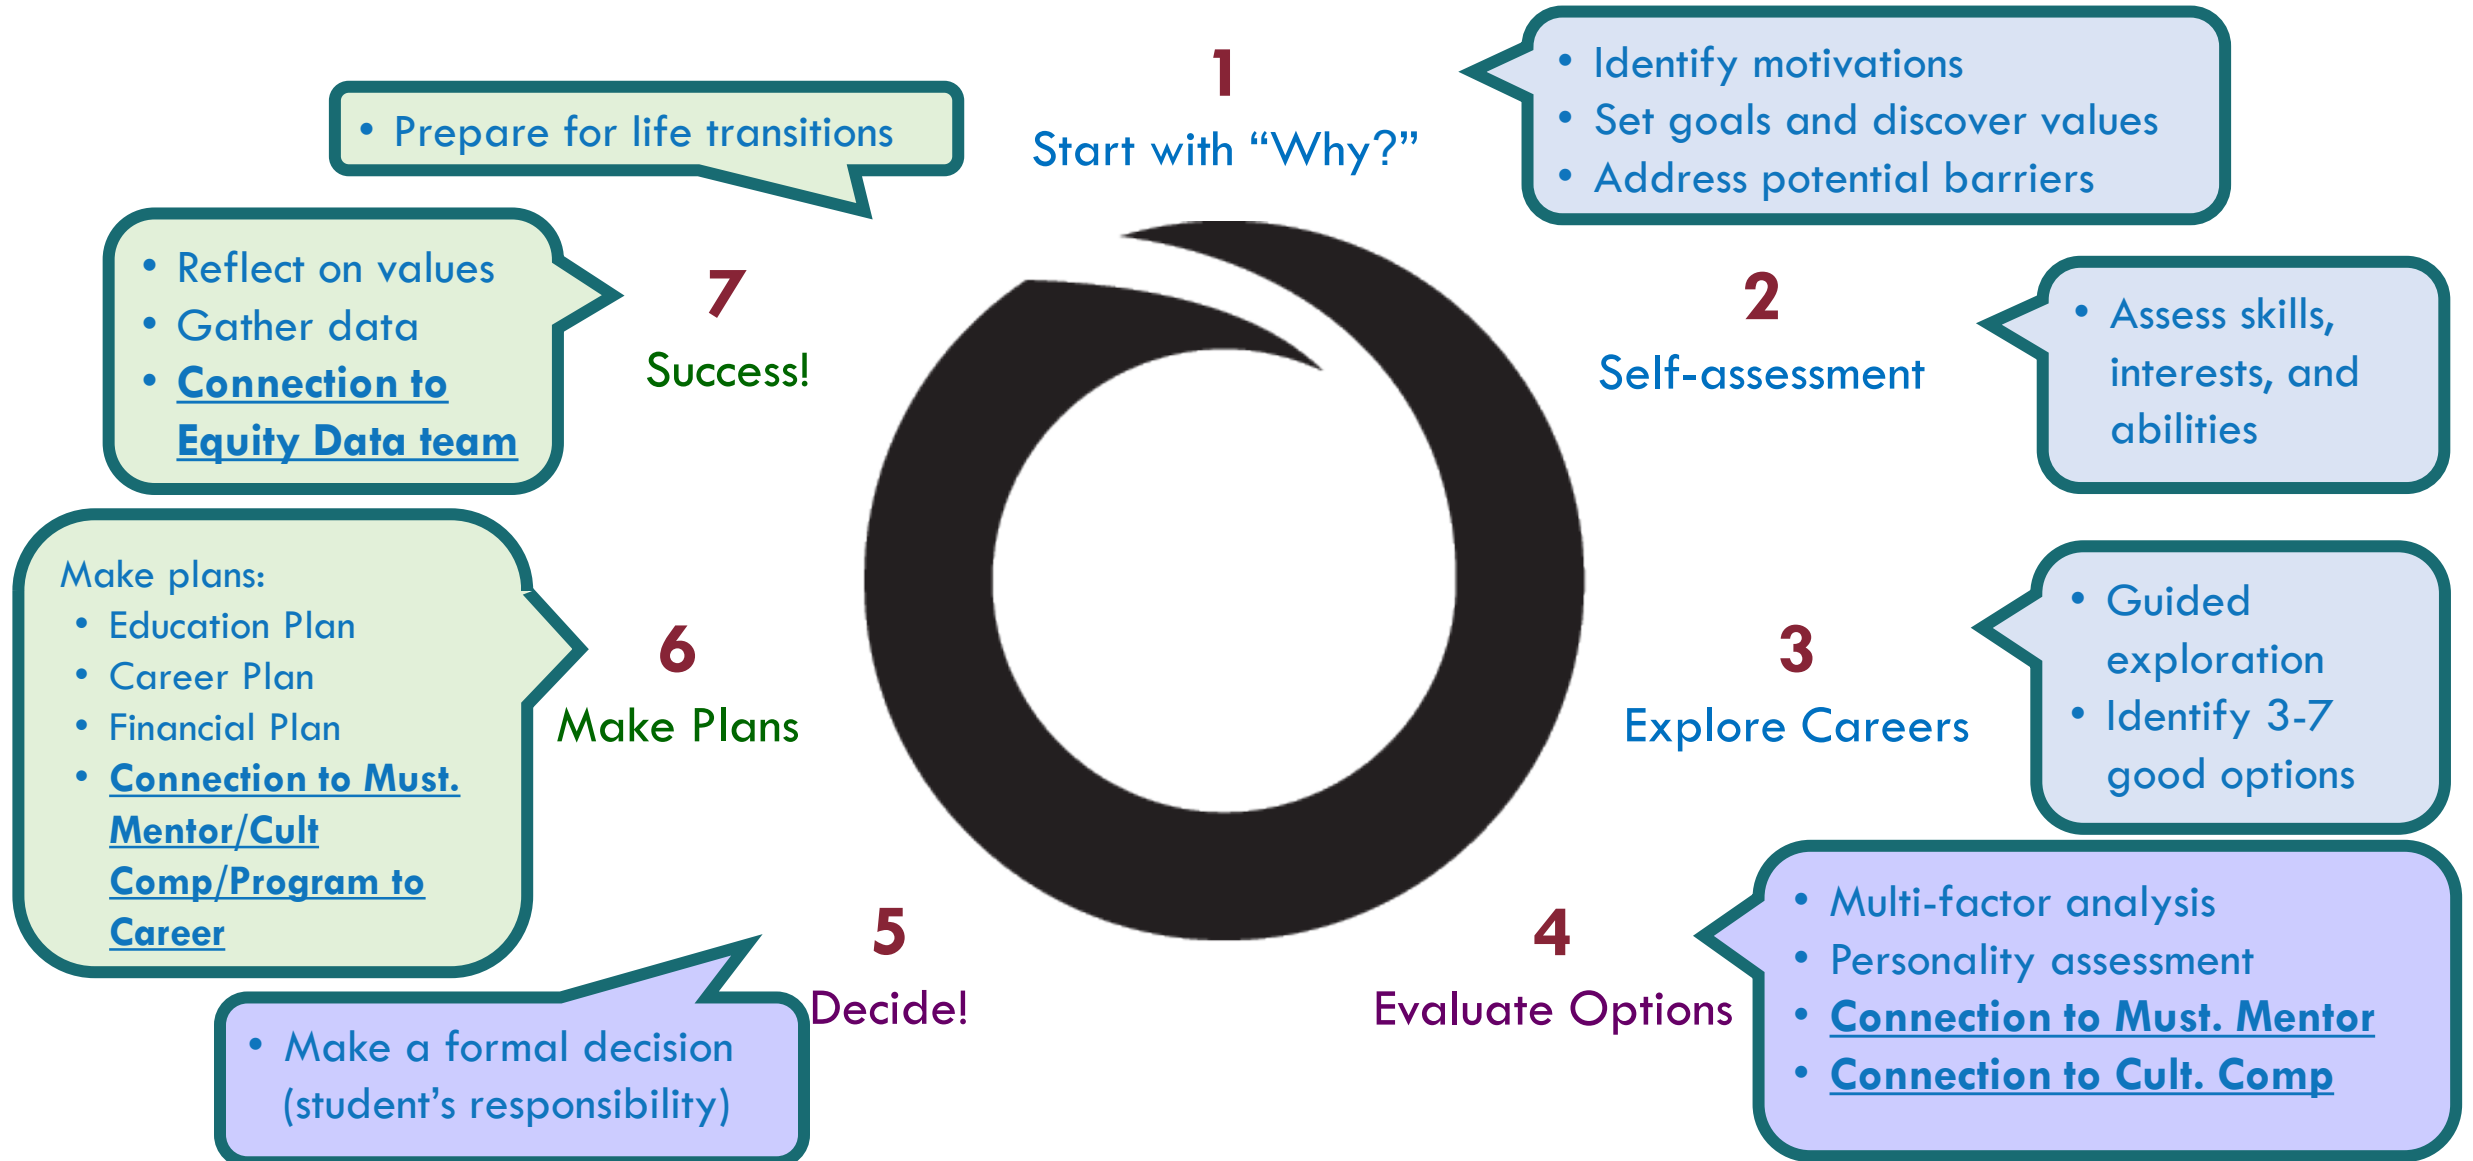 1
Start with “Why?”
• Identify motivations
• Set goals and discover values
• Address potential barriers
2
Self-assessment
• Assess skills,
interests, and
abilities
3
Explore Careers
• Guided
exploration
• Identify 3-7
good options
4
Evaluate Options
• Multi-factor analysis
• Personality assessment
• Connection to Must. Mentor
• Connection to Cult. Comp
5
Decide!
• Make a formal decision
(student’s responsibility)
6
Make Plans
Make plans:
• Education Plan
• Career Plan
• Financial Plan
• Connection to Must.
Mentor/Cult
Comp/Program to
Career
7
Success!
• Reflect on values
• Gather data
• Connection to
Equity Data team
• Prepare for life transitions